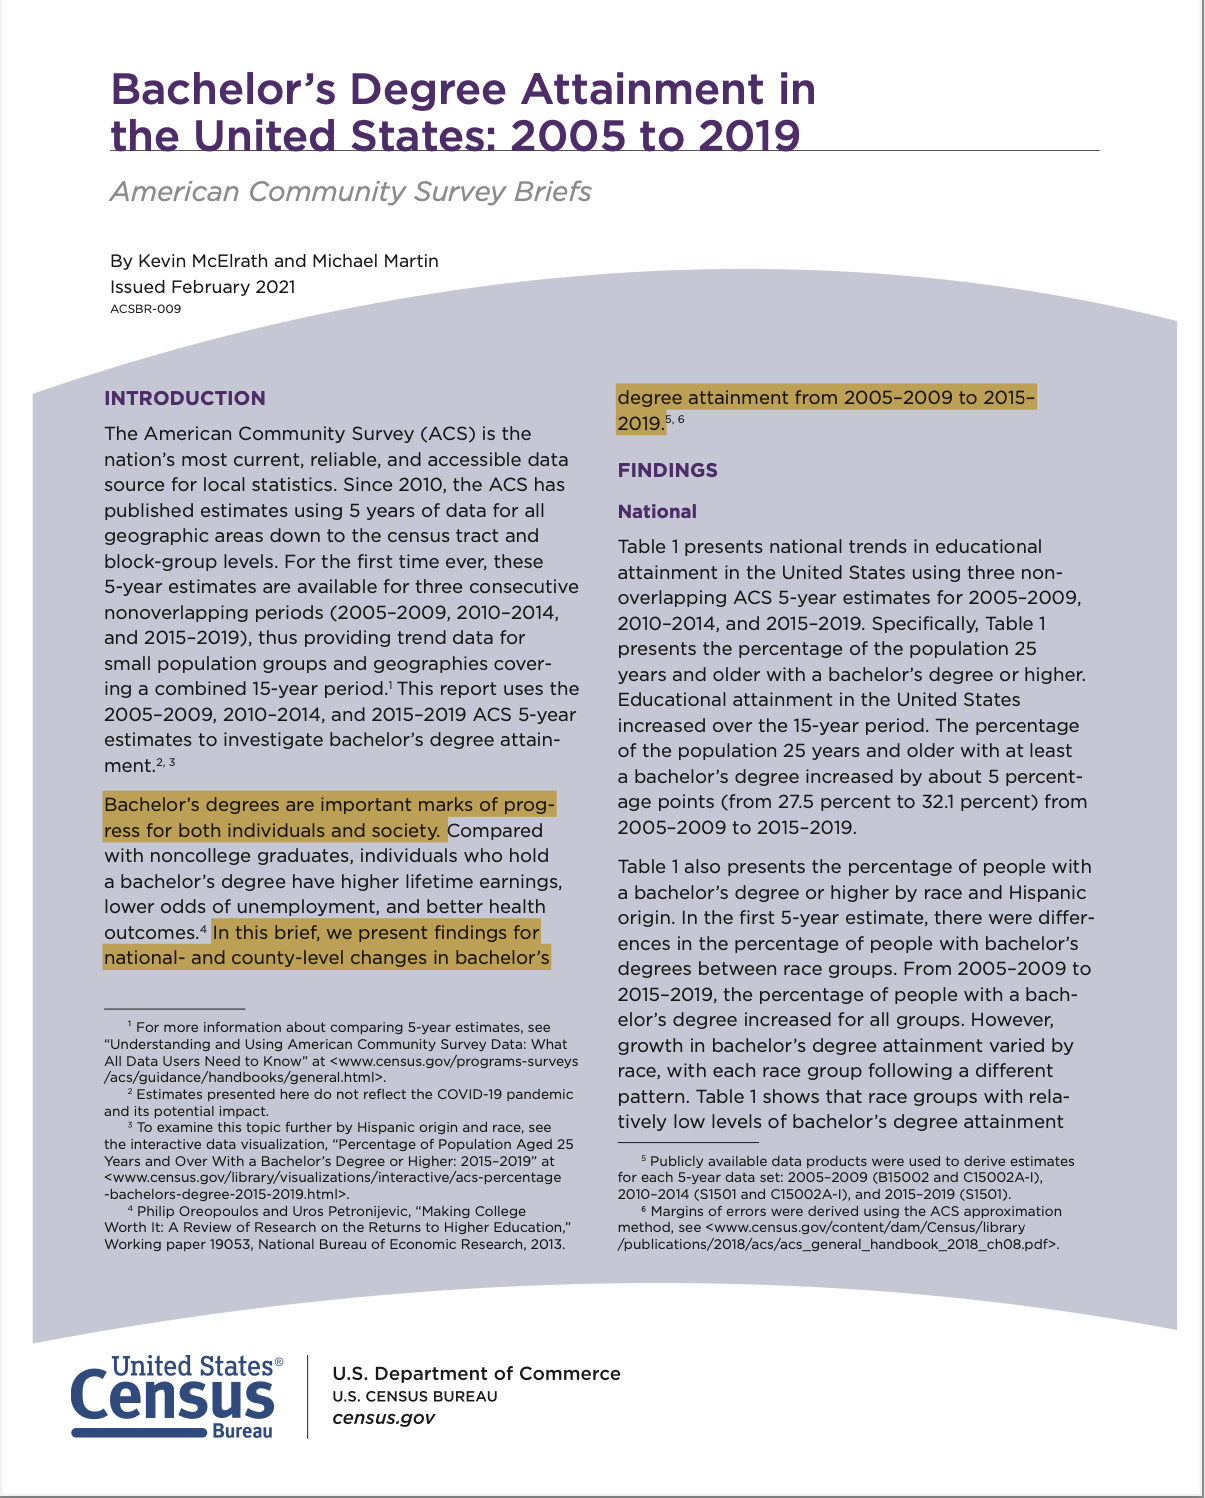 Bachelor’s Degree Attainment in
the United States: 2005 to 2019
American Community Survey Briefs
By Kevin McElrath and Michael Martin
Issued February 2021
ACSBR-009
INTRODUCTION
The American Community Survey (ACS) is the
nation’s most current, reliable, and accessible data
source for local statistics. Since 2010, the ACS has
published estimates using 5 years of data for all
geographic areas down to the census tract and
block-group levels. For the first time ever, these
5-year estimates are available for three consecutive
nonoverlapping periods (2005–2009, 2010–2014,
and 2015–2019), thus providing trend data for
small population groups and geographies cover-
ing a combined 15-year period.¹ This report uses the
2005–2009, 2010–2014, and 2015–2019 ACS 5-year
estimates to investigate bachelor’s degree attain-
ment.²,³
Bachelor’s degrees are important marks of prog-
ress for both individuals and society. Compared
with noncollege graduates, individuals who hold
a bachelor’s degree have higher lifetime earnings,
lower odds of unemployment, and better health
outcomes.⁴ In this brief, we present findings for
national- and county-level changes in bachelor’s
¹ For more information about comparing 5-year estimates, see
“Understanding and Using American Community Survey Data: What
All Data Users Need to Know” at <www.census.gov/programs-surveys
/acs/guidance/handbooks/general.html>.
² Estimates presented here do not reflect the COVID-19 pandemic
and its potential impact.
³ To examine this topic further by Hispanic origin and race, see
the interactive data visualization, “Percentage of Population Aged 25
Years and Over With a Bachelor’s Degree or Higher: 2015–2019” at
<www.census.gov/library/visualizations/interactive/acs-percentage
-bachelors-degree-2015-2019.html>.
⁴ Philip Oreopoulos and Uros Petronijevic, “Making College
Worth It: A Review of Research on the Returns to Higher Education,”
Working paper 19053, National Bureau of Economic Research, 2013.
degree attainment from 2005–2009 to 2015–
2019.⁵,⁶
FINDINGS
National
Table 1 presents national trends in educational
attainment in the United States using three non-
overlapping ACS 5-year estimates for 2005–2009,
2010–2014, and 2015–2019. Specifically, Table 1
presents the percentage of the population 25
years and older with a bachelor’s degree or higher.
Educational attainment in the United States
increased over the 15-year period. The percentage
of the population 25 years and older with at least
a bachelor’s degree increased by about 5 percent-
age points (from 27.5 percent to 32.1 percent) from
2005–2009 to 2015–2019.
Table 1 also presents the percentage of people with
a bachelor’s degree or higher by race and Hispanic
origin. In the first 5-year estimate, there were differ-
ences in the percentage of people with bachelor’s
degrees between race groups. From 2005–2009 to
2015–2019, the percentage of people with a bach-
elor’s degree increased for all groups. However,
growth in bachelor’s degree attainment varied by
race, with each race group following a different
pattern. Table 1 shows that race groups with rela-
tively low levels of bachelor’s degree attainment
⁵ Publicly available data products were used to derive estimates
for each 5-year data set: 2005–2009 (B15002 and C15002A-I),
2010–2014 (S1501 and C15002A-I), and 2015–2019 (S1501).
⁶ Margins of errors were derived using the ACS approximation
method, see <www.census.gov/content/dam/Census/library
/publications/2018/acs/acs_general_handbook_2018_ch08.pdf>.
United States®
Census
Bureau
U.S. Department of Commerce
U.S. CENSUS BUREAU
census.gov